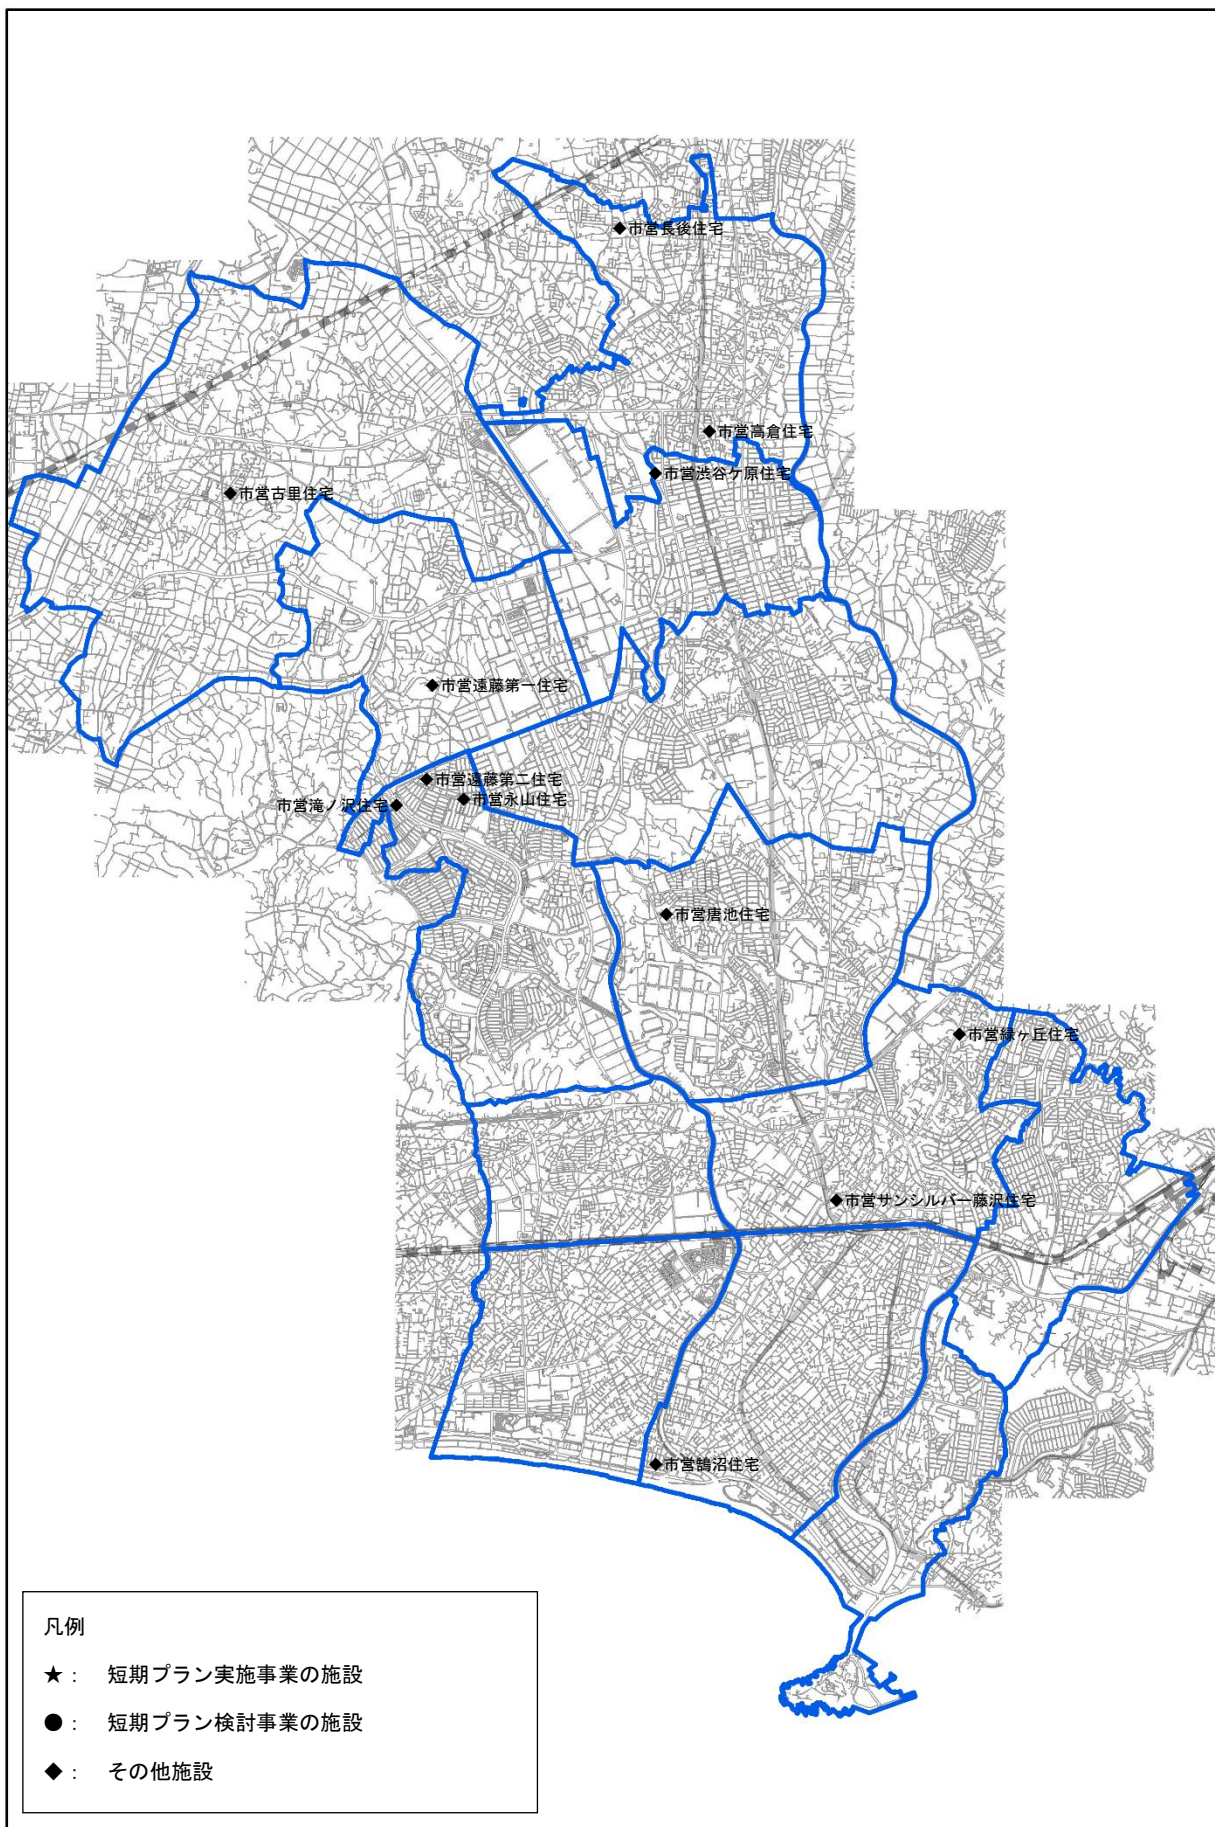 ◆市営長後住宅
◆市営高倉住宅
◆市営渋谷ケ原住宅
◆市営古里住宅
◆市営遠藤第一住宅
◆市営遠藤第二住宅
◆市営永山住宅
市営滝ノ沢住宅◆
◆市営唐池住宅
◆市営緑ヶ丘住宅
◆市営サンシルバー藤沢住宅
◆市営鵠沼住宅
凡例
★： 短期プラン実施事業の施設
●： 短期プラン検討事業の施設
◆： その他施設